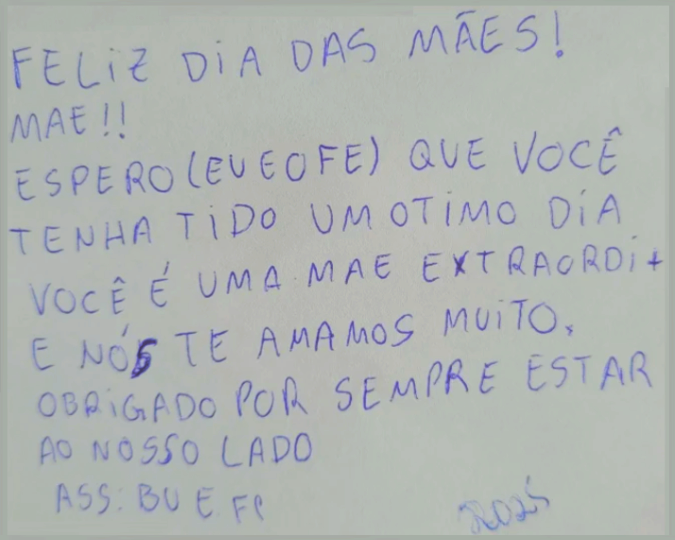 FELIZ DIA DAS MÃES!
MAE!!
ESPERO (EU E O FE) QUE VOCÊ
TENHA TIDO UM OTIMO DIA
VOCÊ É UMA MAE EXTRAORDI+
E NÓS TE AMAMOS MUITO.
OBRIGADO POR SEMPRE ESTAR
AO NOSSO LADO
ASS: BU E FE
2025